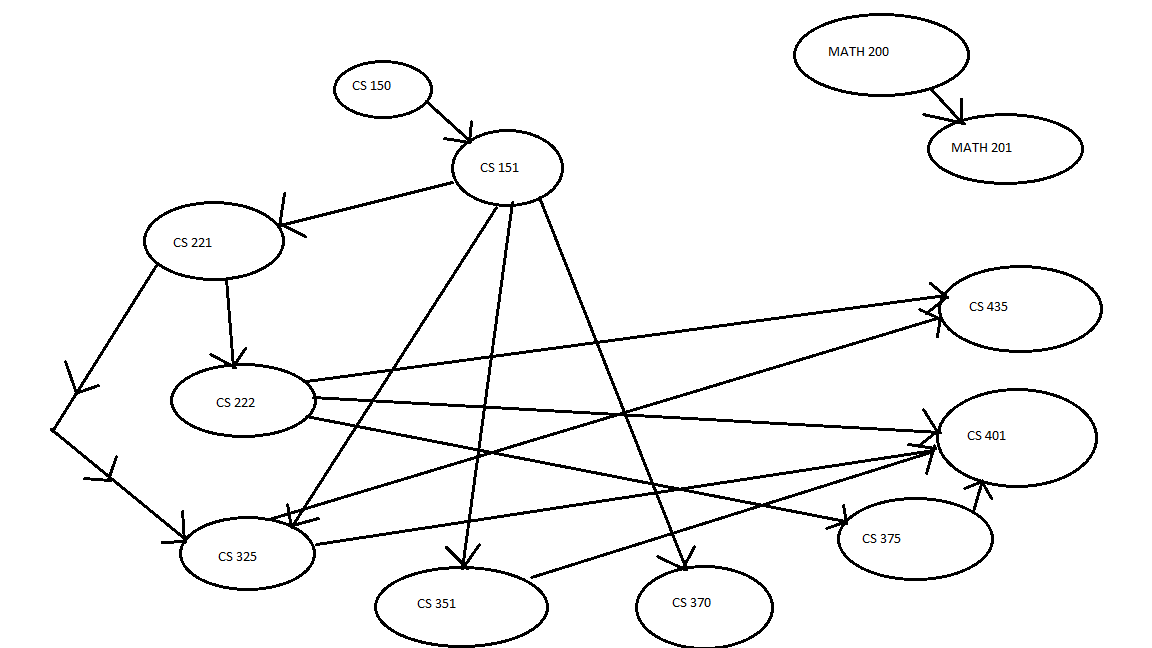 MATH 200
CS 150
MATH 201
CS 151
CS 221
CS 435
CS 222
CS 401
CS 375
CS 325
CS 351
CS 370